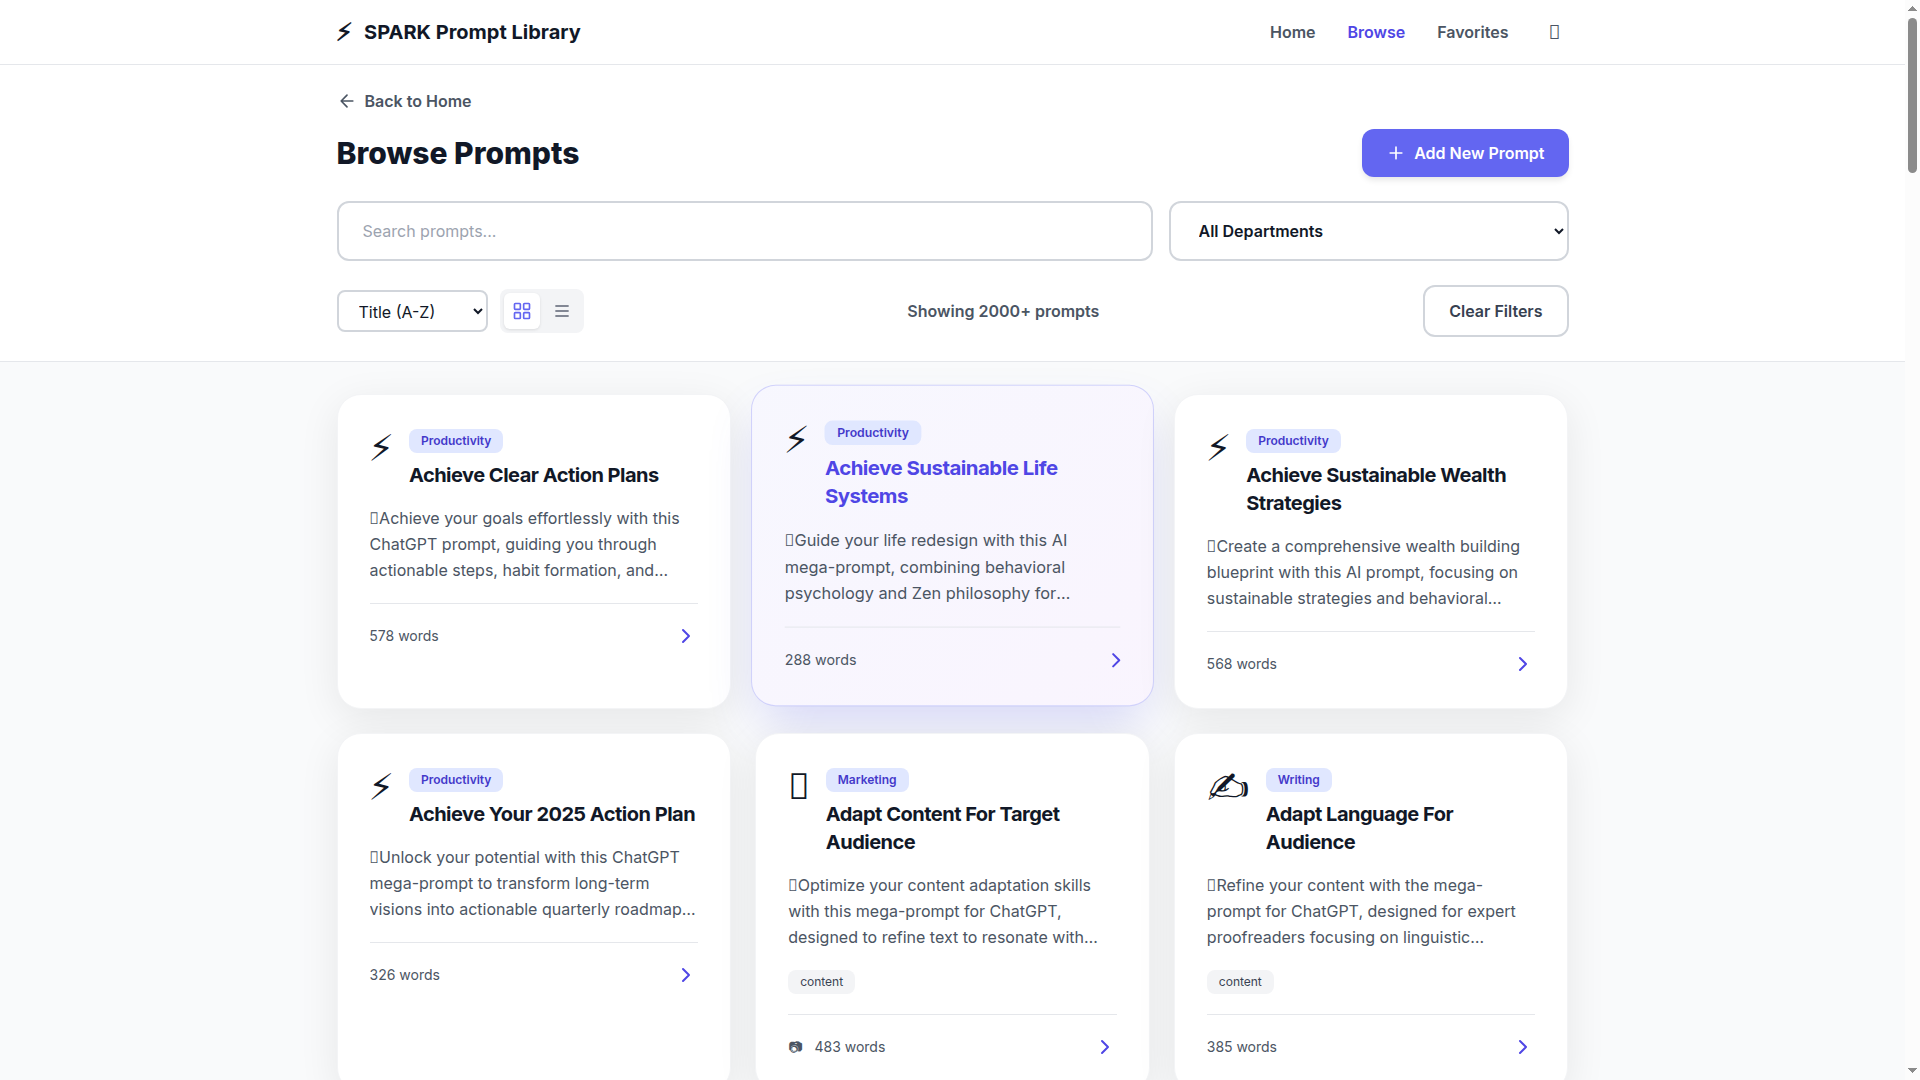 ⚡ SPARK Prompt Library
Home
Browse
Favorites
Back to Home
Browse Prompts
Add New Prompt
Search prompts...
All Departments
Title (A-Z)
Showing 2000+ prompts
Clear Filters
Productivity
Achieve Clear Action Plans
Achieve your goals effortlessly with this
ChatGPT prompt, guiding you through
actionable steps, habit formation, and...
578 words
Productivity
Achieve Sustainable Life
Systems
Guide your life redesign with this AI
mega-prompt, combining behavioral
psychology and Zen philosophy for...
288 words
Productivity
Achieve Sustainable Wealth
Strategies
Create a comprehensive wealth building
blueprint with this AI prompt, focusing on
sustainable strategies and behavioral...
568 words
Productivity
Achieve Your 2025 Action Plan
Unlock your potential with this ChatGPT
mega-prompt to transform long-term
visions into actionable quarterly roadmap...
326 words
Marketing
Adapt Content For Target
Audience
Optimize your content adaptation skills
with this mega-prompt for ChatGPT,
designed to refine text to resonate with...
content
483 words
Writing
Adapt Language For
Audience
Refine your content with the mega-
prompt for ChatGPT, designed for expert
proofreaders focusing on linguistic...
content
385 words